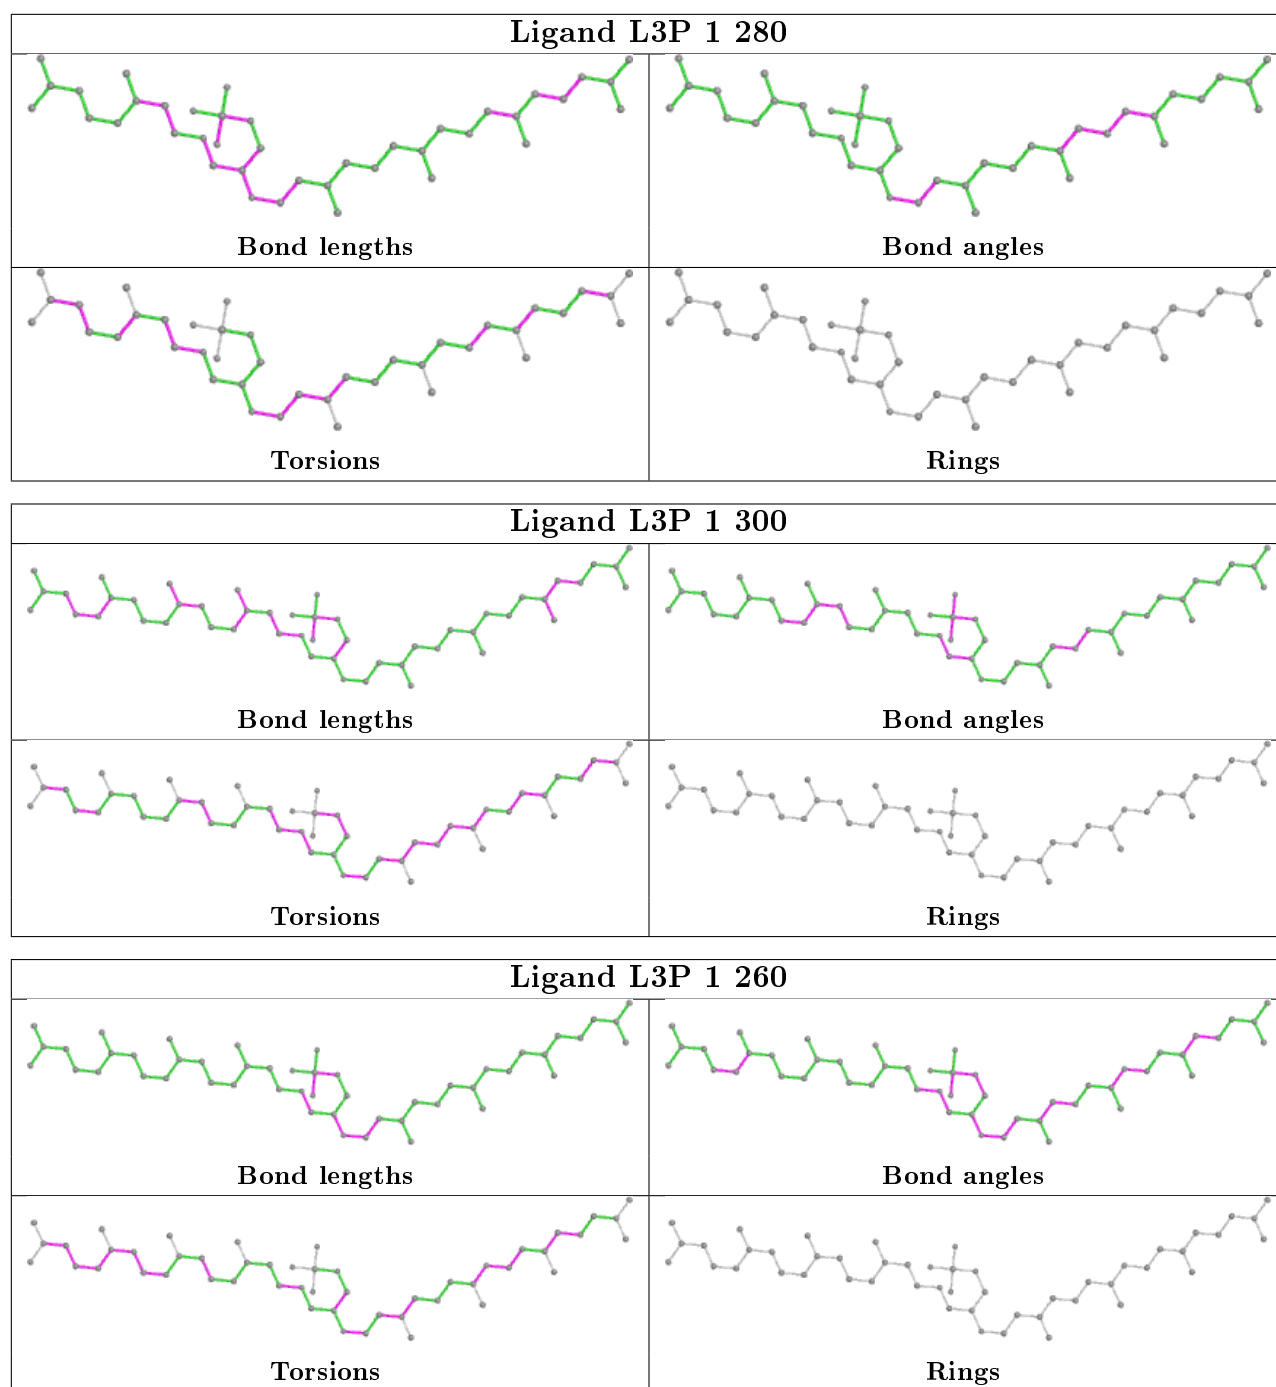 Ligand L3P 1 280
Bond lengths
Bond angles
Torsions
Rings
Ligand L3P 1 300
Bond lengths
Bond angles
Torsions
Rings
Ligand L3P 1 260
Bond lengths
Bond angles
Torsions
Rings